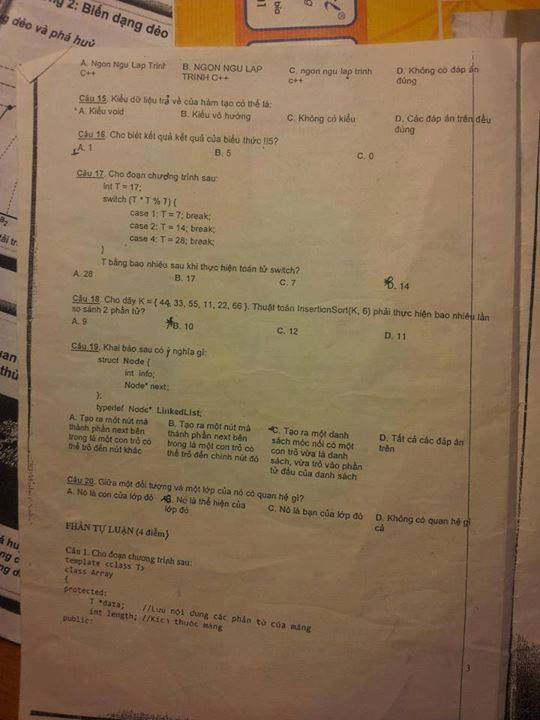 2: Biến dạng dẻo
dẻo và phá huỷ
A. Ngon Ngu Lap Trinh C++
B. NGON NGU LAP TRINH C++
C. ngon ngu lap trinh c++
D. Không có đáp án đúng
Câu 15. Kiểu dữ liệu trả về của hàm tạo có thể là:
A. Kiểu void
B. Kiểu vô hướng
C. Không có kiểu
D. Các đáp án trên đều đúng
Câu 16. Cho biết kết quả kết quả của biểu thức !!5?
A. 1
B. 5
C. 0
Câu 17. Cho đoạn chương trình sau:
int T = 17;
switch (T * T % 7) {
case 1: T = 7; break;
case 2: T = 14; break;
case 4: T = 28; break;
}
T bằng bao nhiêu sau khi thực hiện toán tử switch?
A. 28
B. 17
C. 7
D. 14
Câu 18. Cho dãy K = { 44, 33, 55, 11, 22, 66 }. Thuật toán InsertionSort(K, 6) phải thực hiện bao nhiêu lần
so sánh 2 phần tử?
A. 9
B. 10
C. 12
D. 11
Câu 19. Khai báo sau có ý nghĩa gì:
struct Node {
int info;
Node* next;
};
typedef Node* LinkedList;
A. Tạo ra một nút mà
thành phần next bên
trong là một con trỏ có
thể trỏ đến nút khác
B. Tạo ra một nút mà
thành phần next bên
trong là một con trỏ có
thể trỏ đến chính nút đó
C. Tạo ra một danh
sách móc nối có một
con trỏ vừa là danh
sách, vừa trỏ vào phần
tử đầu của danh sách
D. Tất cả các đáp án
trên
Câu 20. Giữa một đối tượng và một lớp của nó có quan hệ gì?
A. Nó là con của lớp đó
B. Nó là thể hiện của
lớp đó
C. Nó là bạn của lớp đó
D. Không có quan hệ gì
cả
PHẦN TỰ LUẬN (4 điểm)
Câu 1. Cho đoạn chương trình sau:
template <class T>
class Array
{
protected:
T *data; //Lưu nội dung các phần tử của mảng
int length; //Kích thước mảng
public:
3